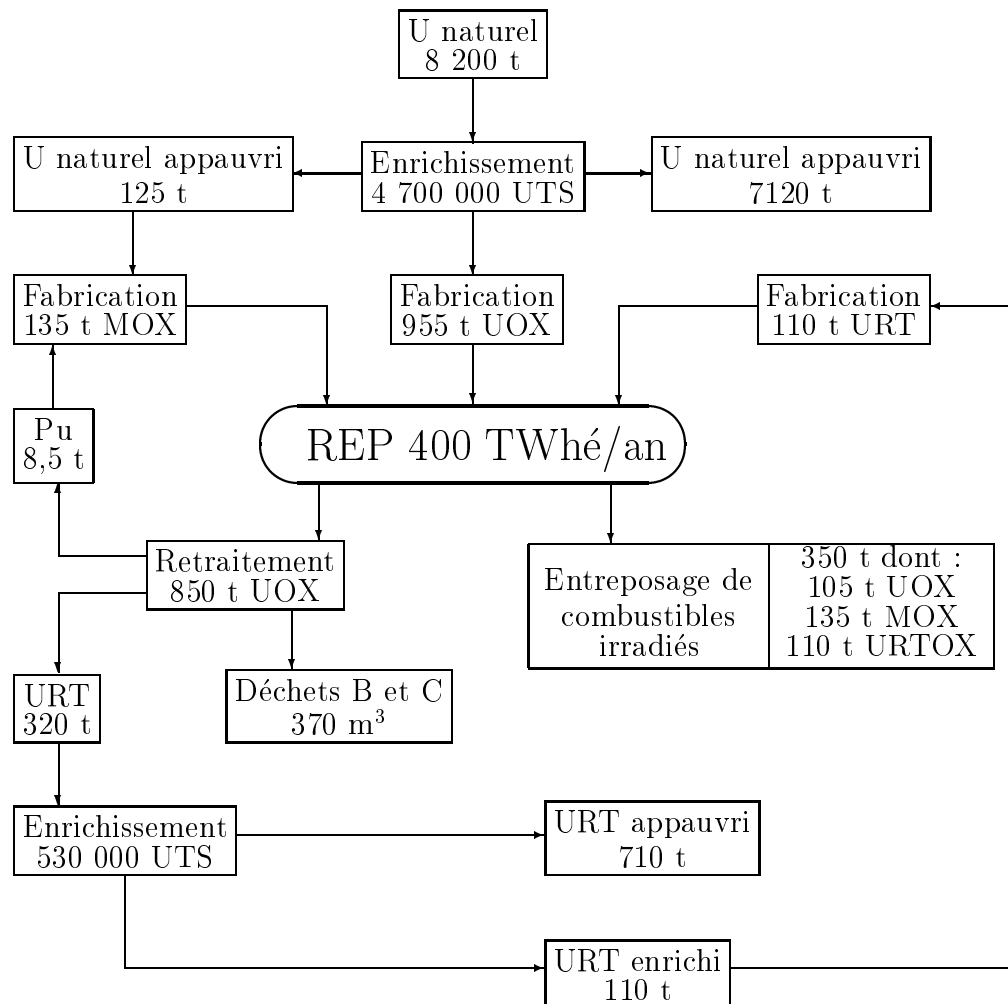 U naturel
8 200 t
U naturel appauvri
125 t
Enrichissement
4 700 000 UTS
U naturel appauvri
7120 t
Fabrication
135 t MOX
Fabrication
955 t UOX
Fabrication
110 t URT
Pu
8,5 t
REP 400 TWhé/an
Retraitement
850 t UOX
Entreposage de
combustibles
irradiés
350 t dont :
105 t UOX
135 t MOX
110 t URTOX
URT
320 t
Déchets B et C
370 m³
Enrichissement
530 000 UTS
URT appauvri
710 t
URT enrichi
110 t